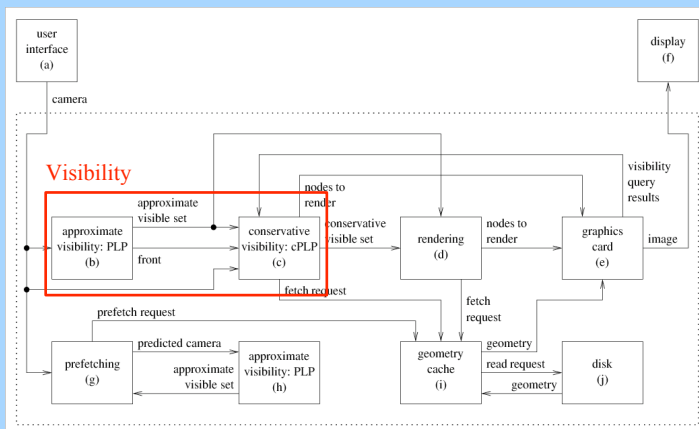 user
interface
(a)
display
(f)
camera
Visibility
approximate
visible set
nodes to
render
visibility
query
results
approximate
visibility: PLP
(b)
front
conservative
visibility: cPLP
(c)
conservative
visible set
rendering
(d)
nodes to
render
graphics
card
(e)
image
fetch request
prefetch request
fetch
request
prefetching
(g)
predicted camera
approximate
visible set
approximate
visibility: PLP
(h)
geometry
cache
(i)
geometry
read request
geometry
disk
(j)